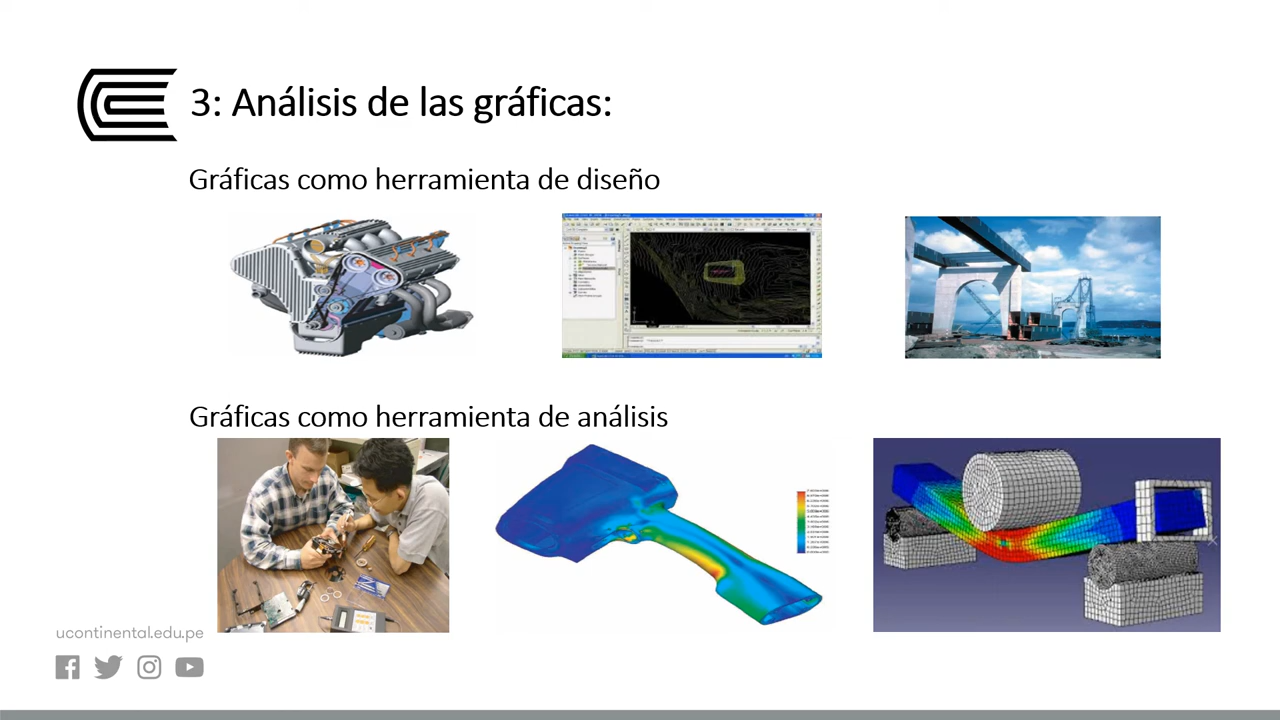 3: Análisis de las gráficas:
Gráficas como herramienta de diseño
Gráficas como herramienta de análisis
ucontinental.edu.pe